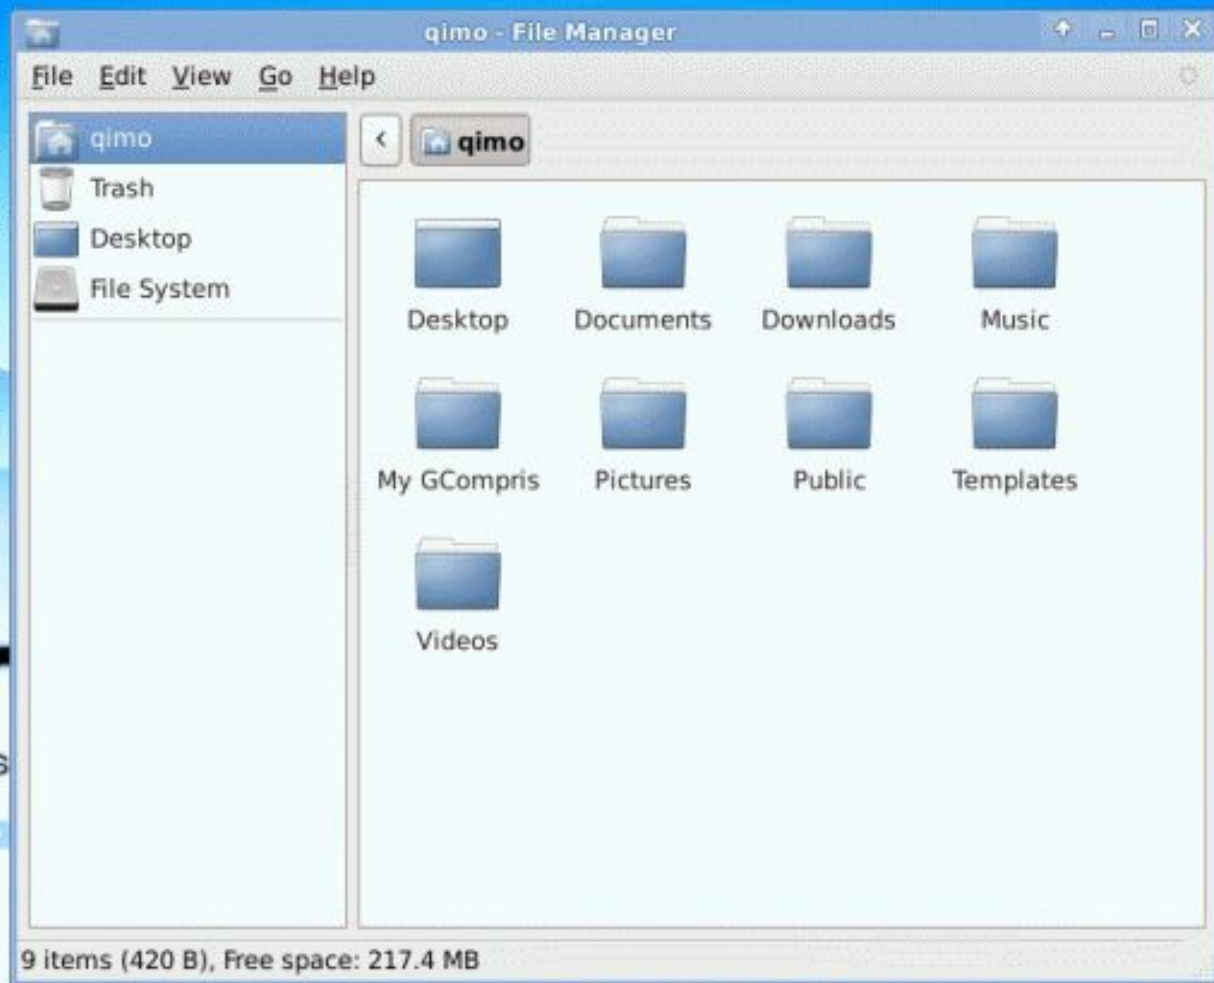 qimo - File Manager
File Edit View Go Help
qimo
Trash
Desktop
File System
qimo
Desktop Documents Downloads Music
My GCompris Pictures Public Templates
Videos
9 items (420 B), Free space: 217.4 MB
s